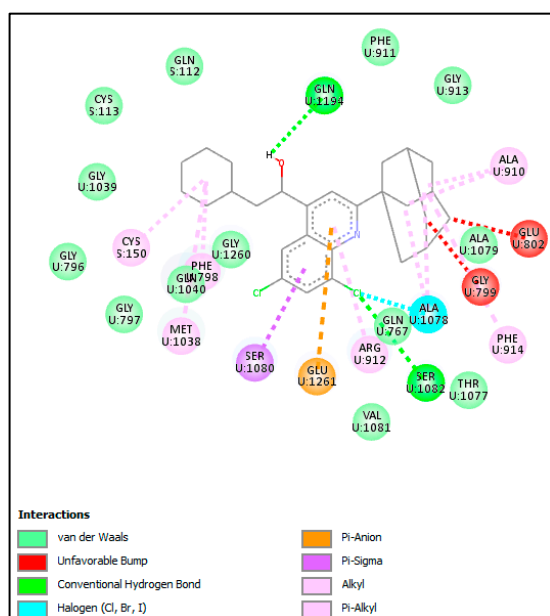 PHE
U:911
GLN
S:112
GLY
U:913
GLN
U:1194
CYS
S:113
H
O
ALA
U:910
GLY
U:1039
GLU
U:802
CYS
S:150
GLY
U:1260
ALA
U:1079
GLY
U:796
PHE
U:798
N
GLN
U:1040
GLY
U:799
Cl
Cl
GLY
U:797
ALA
U:1078
MET
U:1038
GLN
U:767
PHE
U:914
SER
U:1080
ARG
U:912
GLU
U:1261
SER
U:1082
THR
U:1077
VAL
U:1081
Interactions
van der Waals
Unfavorable Bump
Conventional Hydrogen Bond
Halogen (Cl, Br, I)
Pi-Anion
Pi-Sigma
Alkyl
Pi-Alkyl